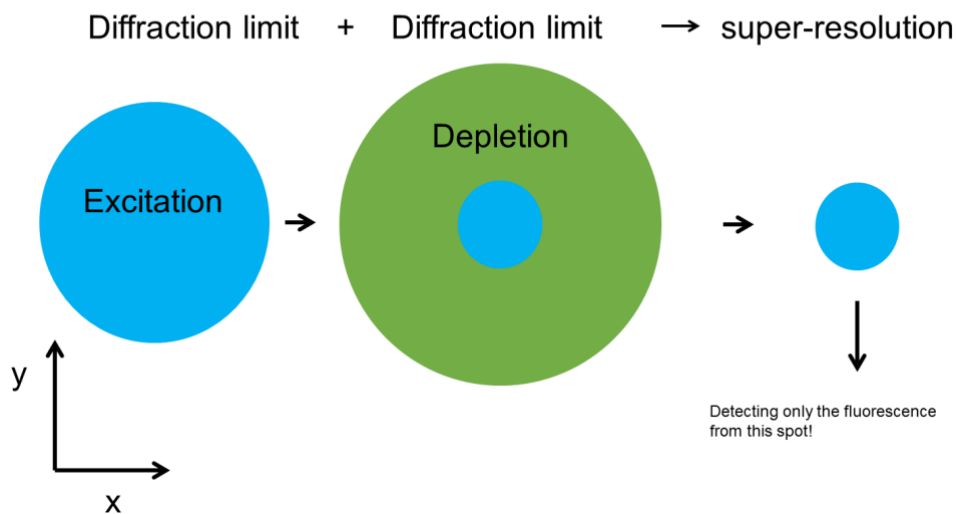 Diffraction limit + Diffraction limit → super-resolution
Depletion
Excitation
y
x
Detecting only the fluorescence
from this spot!